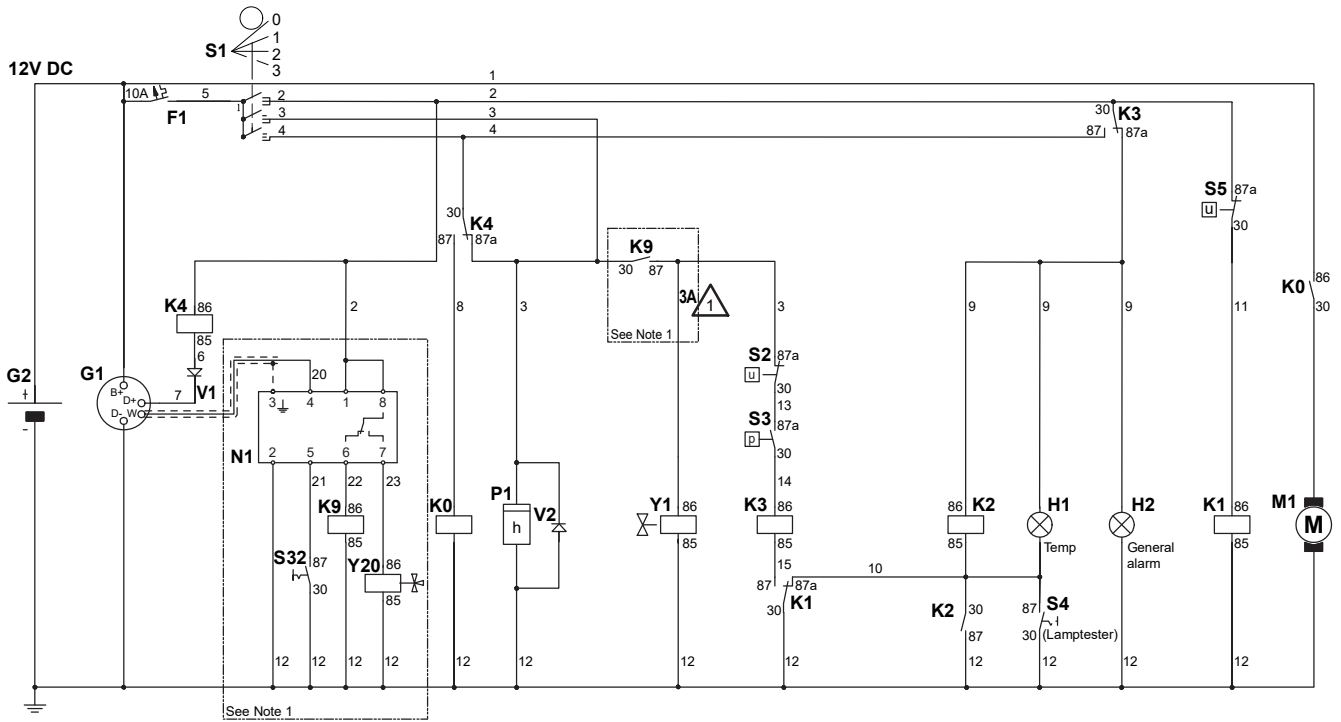 0
1
S1
2
3
12V DC
1
10A
5
I
2
2
30
K3
F1
3
3
4
4
87
87a
S5
87a
u
30
30
K4
87
87a
K9
30
87
86
K0
30
K4
86
85
2
8
3
3A
1
3
9
9
9
11
See Note 1
6
G2
+
-
G1
B+
D+
D-
W
7
V1
20
3
4
1
8
S2
87a
u
30
13
S3
87a
p
30
N1
2
5
6
7
21
22
23
14
K9
86
85
K0
P1
h
V2
Y1
86
85
K3
86
85
86
K2
85
H1
Temp
H2
General
alarm
K1
86
85
M1
M
S32
87
30
Y20
86
85
15
10
87
87a
30
K1
K2
30
87
87
S4
30
(Lamptester)
12
12
12
12
12
12
12
12
12
12
12
12
See Note 1